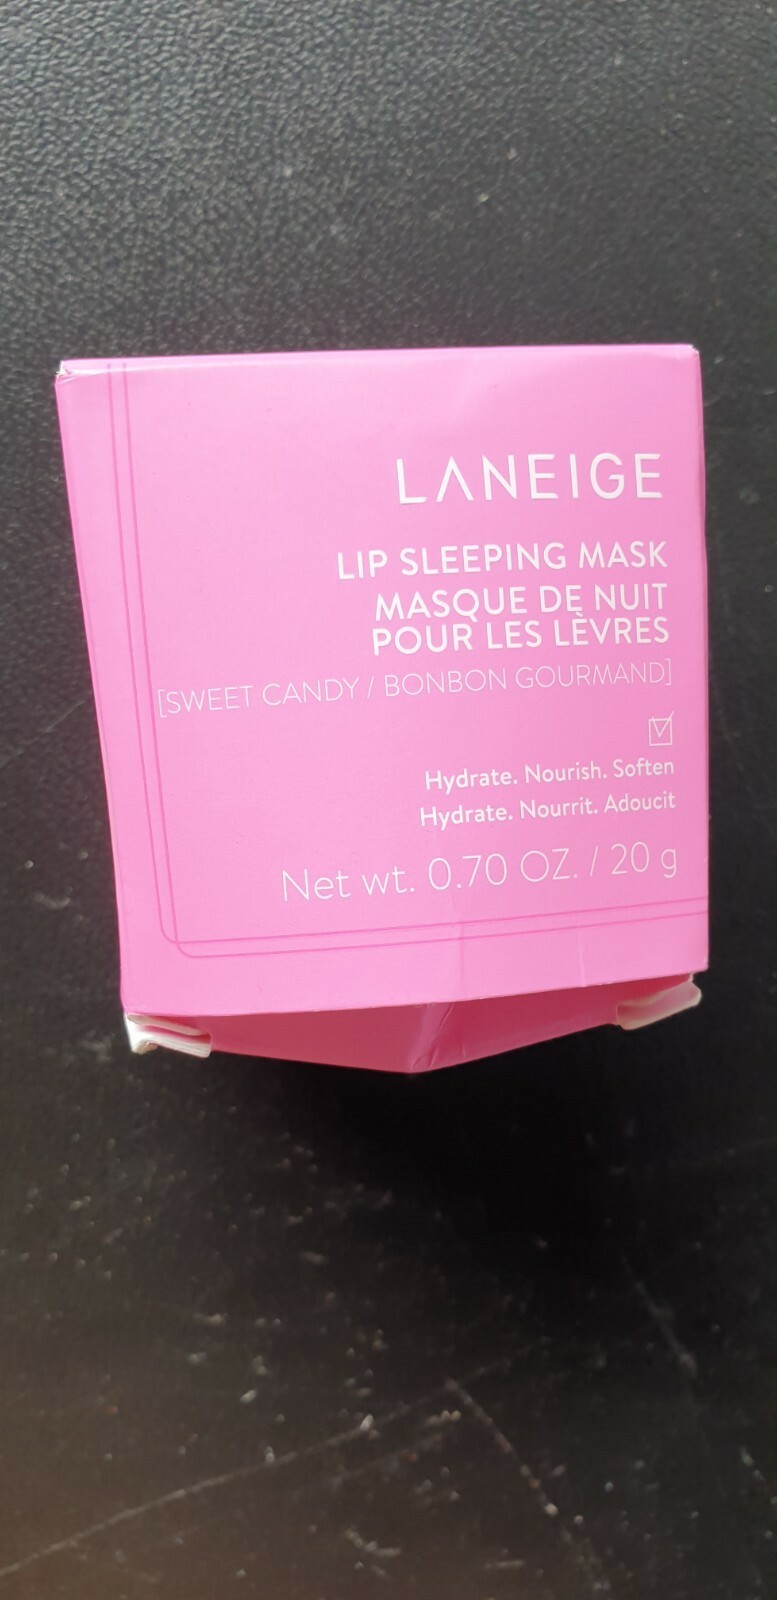 LANEIGE
LIP SLEEPING MASK
MASQUE DE NUIT
POUR LES LÈVRES
[SWEET CANDY / BONBON GOURMAND]
Hydrate. Nourish. Soften
Hydrate. Nourrit. Adoucit
Net wt. 0.70 OZ. / 20 g